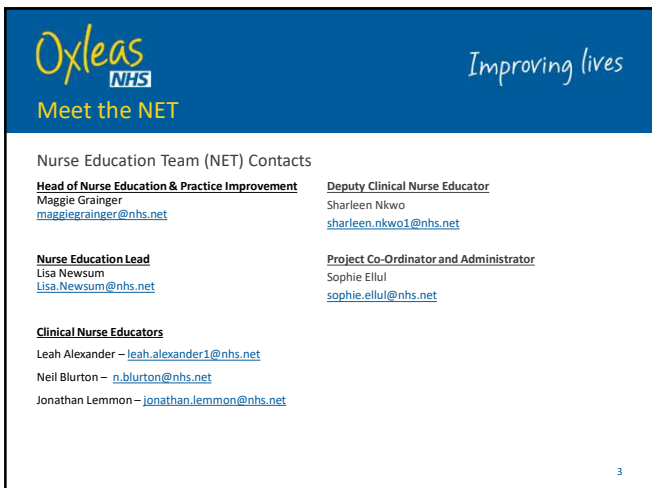 Oxleas
NHS
Improving lives
Meet the NET
Nurse Education Team (NET) Contacts
Head of Nurse Education & Practice Improvement
Maggie Grainger
maggiegrainger@nhs.net
Deputy Clinical Nurse Educator
Sharleen Nkwo
sharleen.nkwo1@nhs.net
Nurse Education Lead
Lisa Newsum
Lisa.Newsum@nhs.net
Project Co-Ordinator and Administrator
Sophie Ellul
sophie.ellul@nhs.net
Clinical Nurse Educators
Leah Alexander – leah.alexander1@nhs.net
Neil Blurton – n.blurton@nhs.net
Jonathan Lemmon – jonathan.lemmon@nhs.net
3